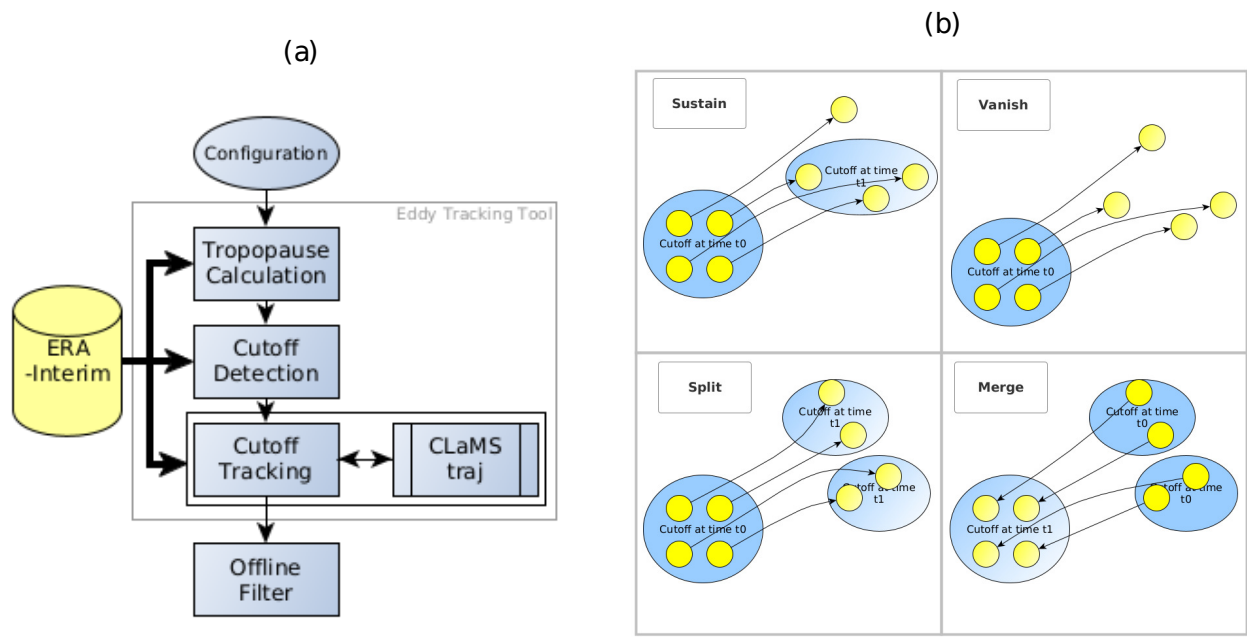 (a)
Configuration
Eddy Tracking Tool
Tropopause
Calculation
ERA
-Interim
Cutoff
Detection
Cutoff
Tracking
CLaMS
traj
Offline
Filter
(b)
Sustain
Cutoff at time
t1
Cutoff at time t0
Vanish
Cutoff at time t0
Split
Cutoff at time
t1
Cutoff at time
t1
Cutoff at time t0
Merge
Cutoff at time
t0
Cutoff at time
t0
Cutoff at time t1